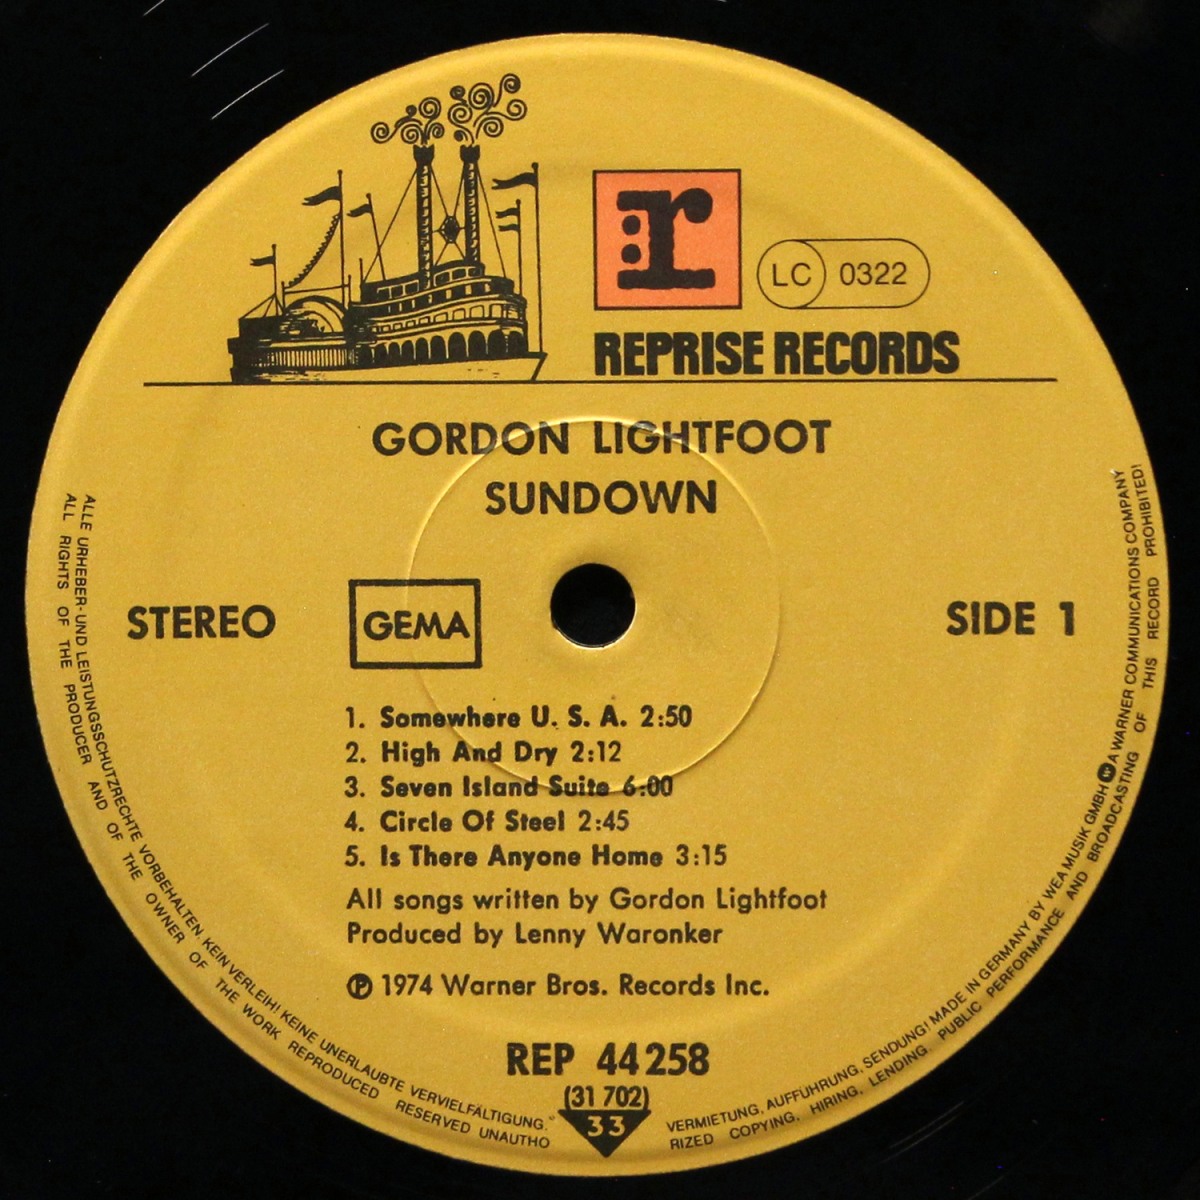 r
LC 0322
REPRISE RECORDS
GORDON LIGHTFOOT
SUNDOWN
STEREO
GEMA
SIDE 1
1. Somewhere U. S. A. 2:50
2. High And Dry 2:12
3. Seven Island Suite 6:00
4. Circle Of Steel 2:45
5. Is There Anyone Home 3:15
All songs written by Gordon Lightfoot
Produced by Lenny Waronker
℗ 1974 Warner Bros. Records Inc.
REP 44 258
(31 702)
33
ALLE URHEBER- UND LEISTUNGSSCHUTZRECHTE VORBEHALTEN. KEIN VERLEIH! KEINE UNERLAUBTE VERVIELFÄLTIGUNG. VERMIETUNG, AUFFÜHRUNG, SENDUNG! MADE IN GERMANY BY WEA MUSIK GMBH A WARNER COMMUNICATIONS COMPANY
ALL RIGHTS OF THE PRODUCER AND OF THE OWNER OF THE WORK REPRODUCED RESERVED UNAUTHORIZED COPYING, HIRING, LENDING, PUBLIC PERFORMANCE AND BROADCASTING OF THIS RECORD PROHIBITED!